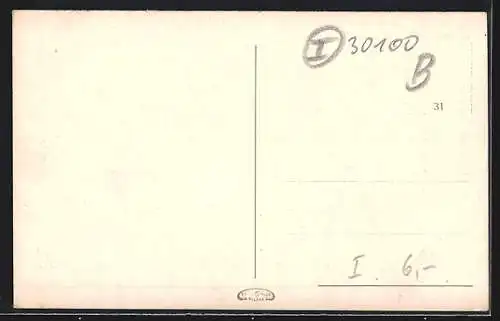 I 30100
B
31
I. 6,-